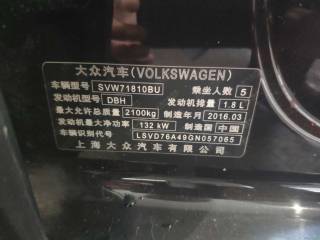 大众汽车(VOLKSWAGEN)
车辆型号 SVW71810BU 乘坐人数 5
发动机型号 DBH 发动机排量 1.8 L
最大允许总质量 2100kg 制造年月 2016.03
发动机最大净功率 132 kW 制造国 中国
车辆识别代号 LSVD76A49GN057065
上海大众汽车有限公司